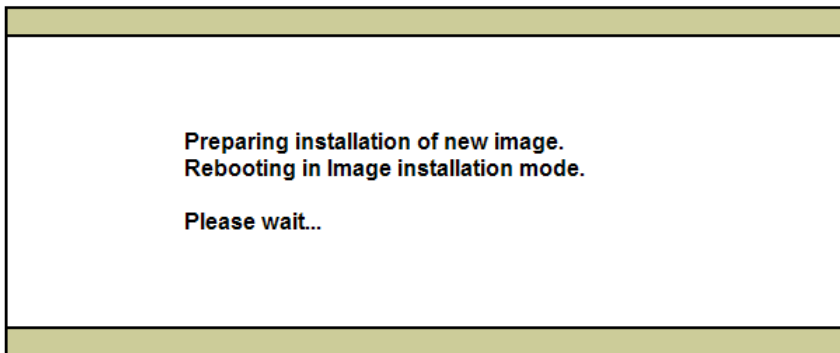 Preparing installation of new image.
Rebooting in Image installation mode.
Please wait...